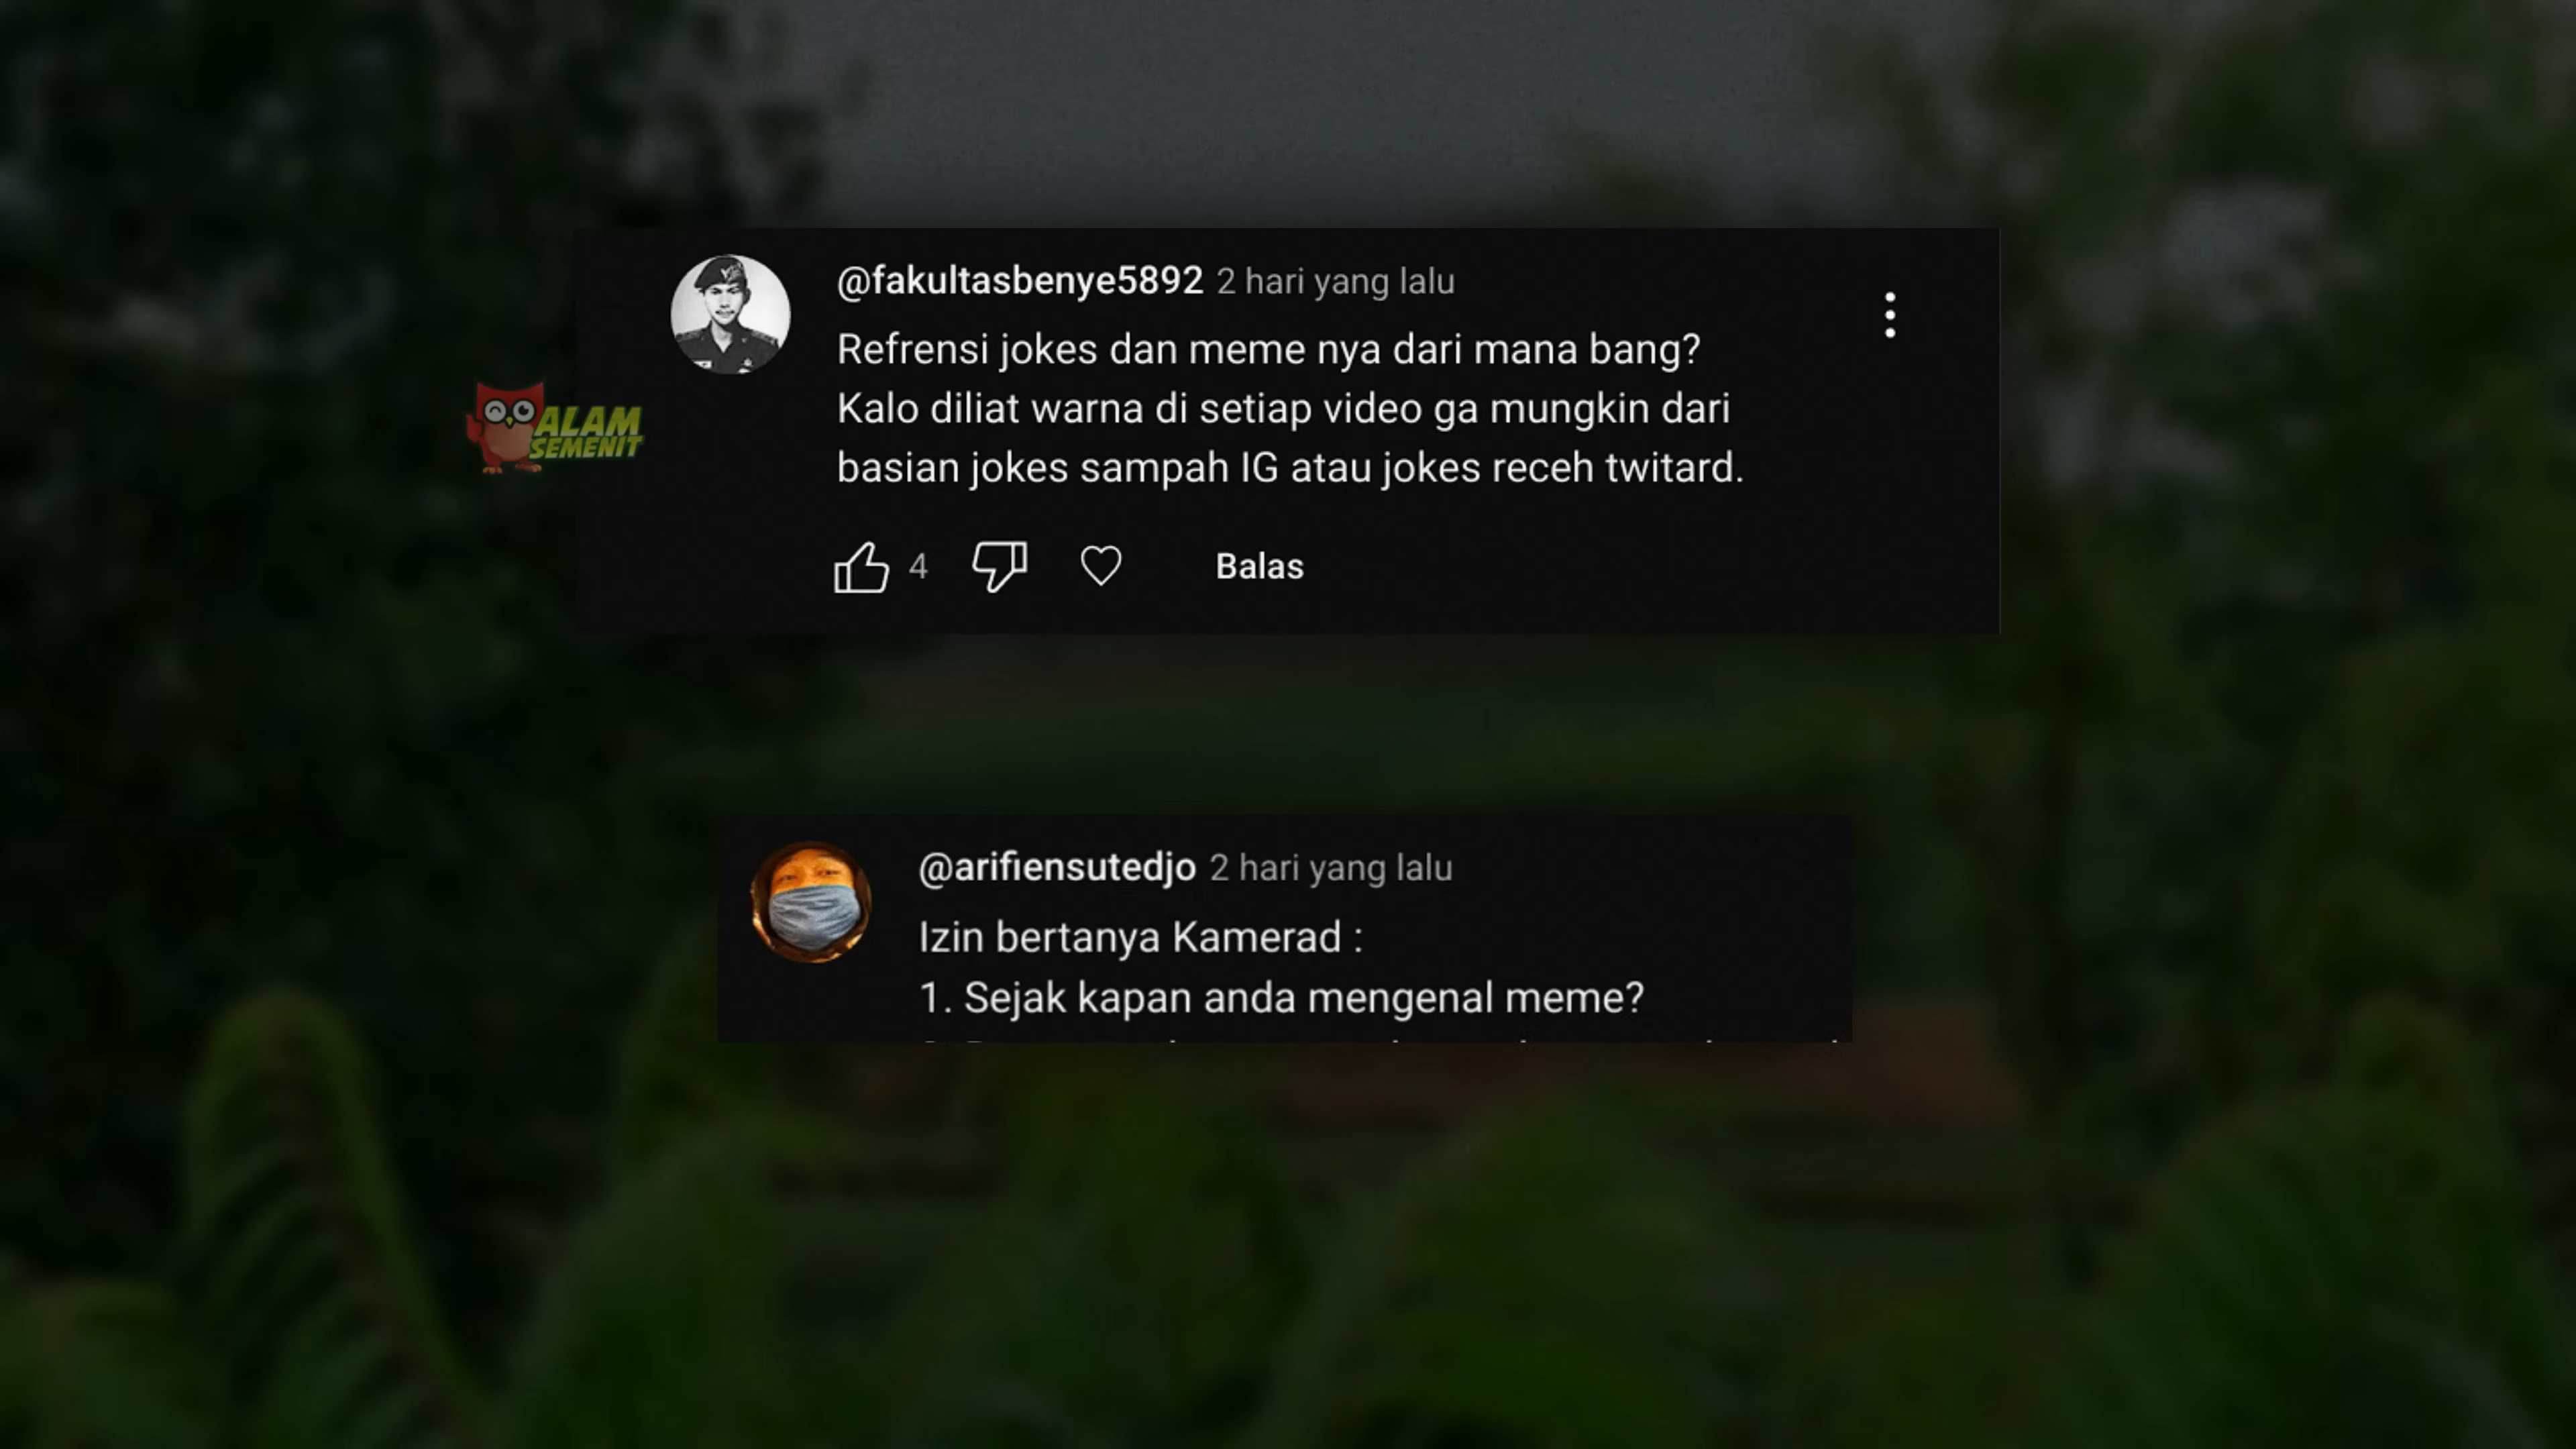 @fakultasbenye5892 2 hari yang lalu
Refrensi jokes dan meme nya dari mana bang?
Kalo diliat warna di setiap video ga mungkin dari
basian jokes sampah IG atau jokes receh twitard.
4 Balas
ALAM
SEMENIT
@arifiensutedjo 2 hari yang lalu
Izin bertanya Kamerad :
1. Sejak kapan anda mengenal meme?